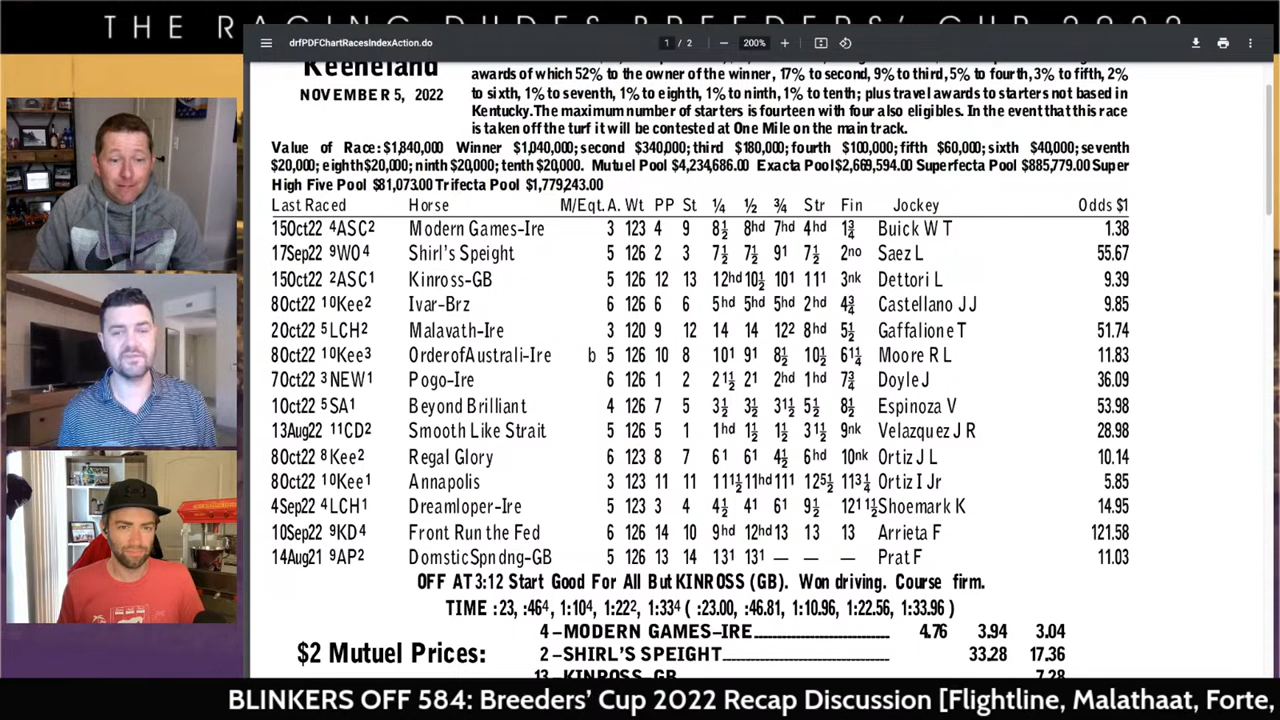 THE RACING DUDES BREEDERS' CUP 2022
drfPDFChartRacesIndexAction.do
1 / 2 — 200% +
Keeneland
NOVEMBER 5, 2022
awards of which 52% to the owner of the winner, 17% to second, 9% to third, 5% to fourth, 3% to fifth, 2%
to sixth, 1% to seventh, 1% to eighth, 1% to ninth, 1% to tenth; plus travel awards to starters not based in
Kentucky. The maximum number of starters is fourteen with four also eligibles. In the event that this race
is taken off the turf it will be contested at One Mile on the main track.
Value of Race: $1,840,000 Winner $1,040,000; second $340,000; third $180,000; fourth $100,000; fifth $60,000; sixth $40,000; seventh
$20,000; eighth $20,000; ninth $20,000; tenth $20,000. Mutuel Pool $4,234,686.00 Exacta Pool $2,669,594.00 Superfecta Pool $885,779.00 Super
High Five Pool $81,073.00 Trifecta Pool $1,779,243.00
Last Raced Horse M/Eqt. A. Wt PP St ¼ ½ ¾ Str Fin Jockey Odds $1
15Oct22 4ASC2 Modern Games-Ire 3 123 4 9 8½ 8hd 7hd 4hd 1¾ Buick W T 1.38
17Sep22 9WO4 Shirl's Speight 5 126 2 3 7½ 7½ 91 7½ 2no Saez L 55.67
15Oct22 2ASC1 Kinross-GB 5 126 12 13 12hd 10½ 101 111 3nk Dettori L 9.39
8Oct22 10Kee2 Ivar-Brz 6 126 6 6 5hd 5hd 5hd 2hd 4¾ Castellano J J 9.85
2Oct22 5LCH2 Malavath-Ire 3 120 9 12 14 14 122 8hd 5½ Gaffalione T 51.74
8Oct22 10Kee3 OrderofAustrali-Ire b 5 126 10 8 101 91 8½ 10½ 61¼ Moore R L 11.83
7Oct22 3NEW1 Pogo-Ire 6 126 1 2 21½ 21 2hd 1hd 7¾ Doyle J 36.09
1Oct22 5SA1 Beyond Brilliant 4 126 7 5 3½ 3½ 31½ 5½ 8½ Espinoza V 53.98
13Aug22 11CD2 Smooth Like Strait 5 126 5 1 1hd 1½ 1½ 31½ 9nk Velazquez J R 28.98
8Oct22 8Kee2 Regal Glory 6 123 8 7 61 61 4½ 6hd 10nk Ortiz J L 10.14
8Oct22 10Kee1 Annapolis 3 123 11 11 111½ 11hd 111 125½ 113¼ Ortiz I Jr 5.85
4Sep22 4LCH1 Dreamloper-Ire 5 123 3 4 4½ 41 61 9½ 1211½ Shoemark K 14.95
10Sep22 9KD4 Front Run the Fed 6 126 14 10 9hd 12hd 13 13 13 Arrieta F 121.58
14Aug21 9AP2 DomsticSpndng-GB 5 126 13 14 131 131 — — — Prat F 11.03
OFF AT 3:12 Start Good For All But KINROSS (GB). Won driving. Course firm.
TIME :23, :464, 1:104, 1:222, 1:334 ( :23.00, :46.81, 1:10.96, 1:22.56, 1:33.96 )
$2 Mutuel Prices:
4 –MODERN GAMES–IRE 4.76 3.94 3.04
2 –SHIRL'S SPEIGHT 33.28 17.36
13 –KINROSS–GB 7.28
BLINKERS OFF 584: Breeders' Cup 2022 Recap Discussion [Flightline, Malathaat, Forte,